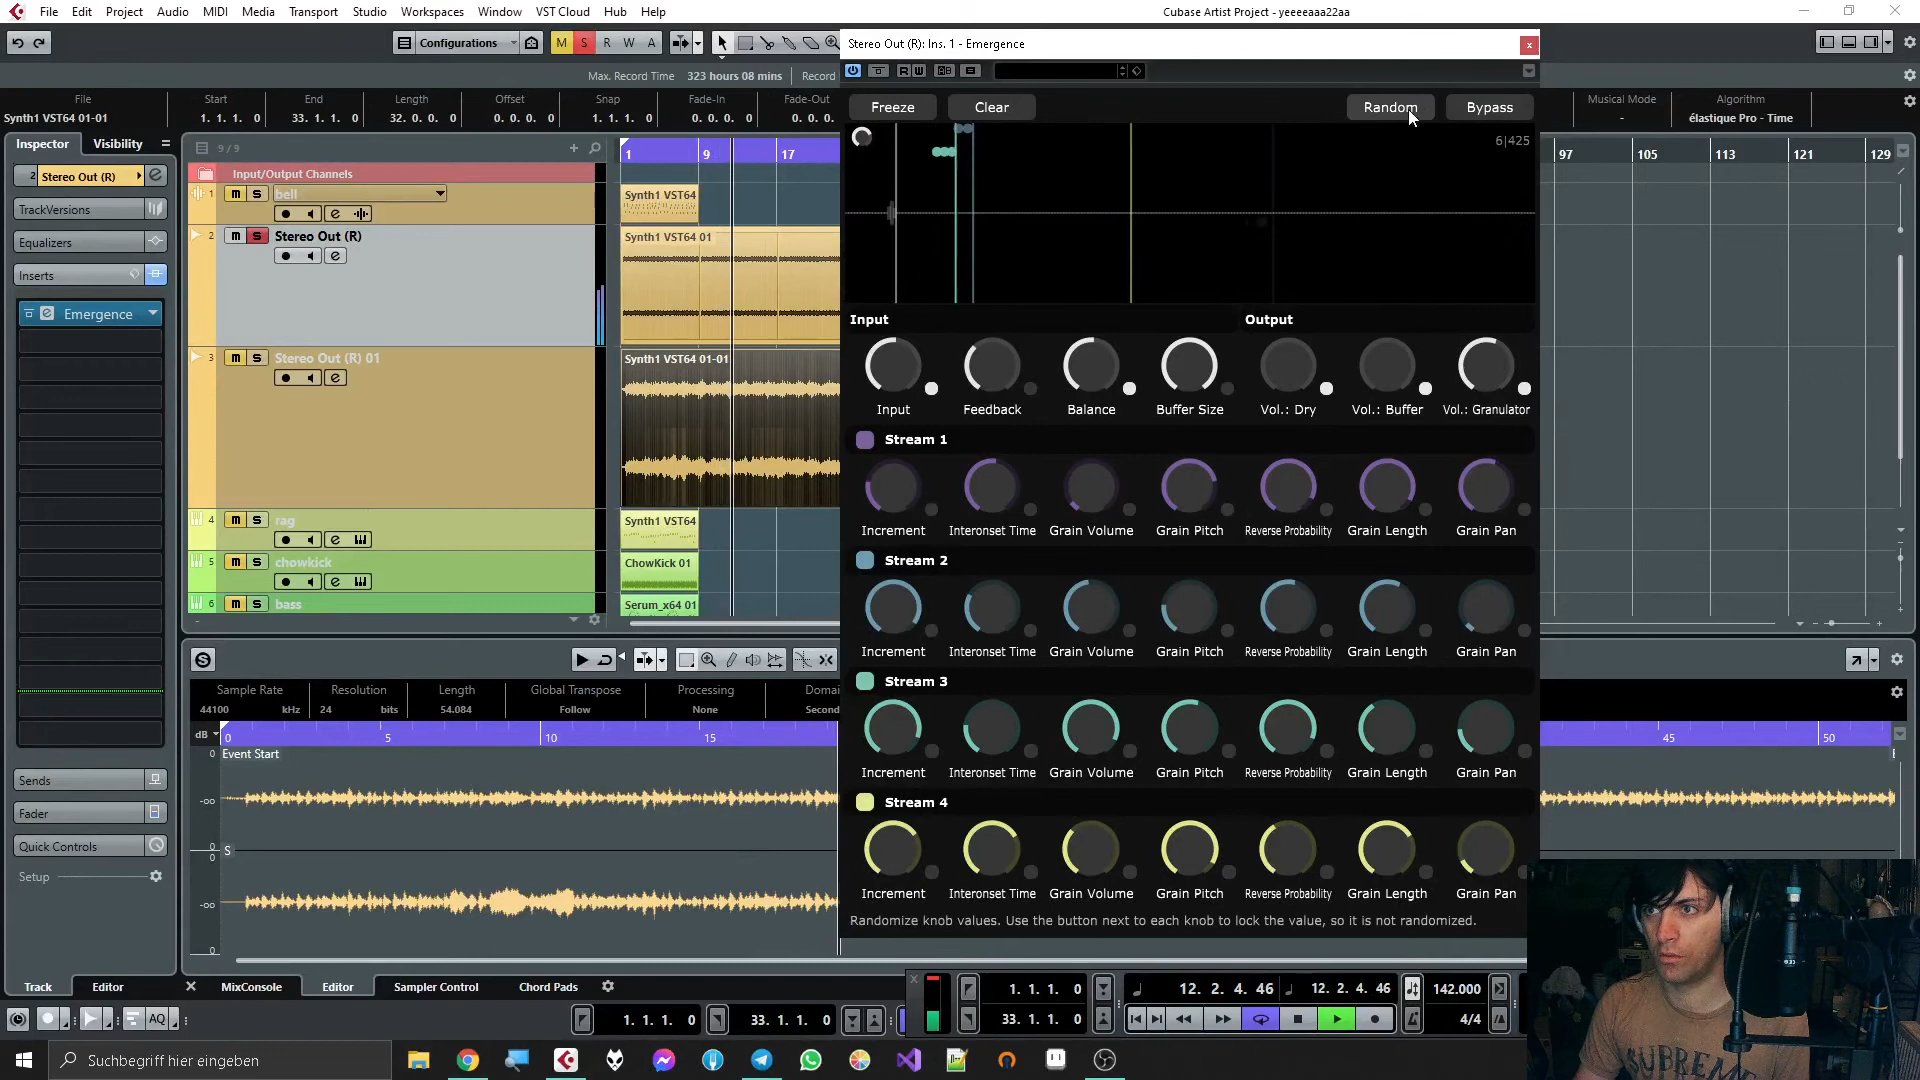 File Edit Project Audio MIDI Media Transport Studio Workspaces Window VST Cloud Hub Help Cubase Artist Project - yeeeeaaa22aa
Configurations M S R W A
Stereo Out (R): Ins. 1 - Emergence
Max. Record Time 323 hours 08 mins Record
File Start End Length Offset Snap Fade-In Fade-Out Musical Mode Algorithm
Synth1 VST64 01-01 1. 1. 1. 0 33. 1. 1. 0 32. 0. 0. 0 0. 0. 0. 0 1. 1. 1. 0 0. 0. 0. 0 0. 0. 0. - élastique Pro - Time
Freeze Clear Random Bypass
6|425
Inspector Visibility
9/9
1 9 17 97 105 113 121 129
2 Stereo Out (R)
TrackVersions
Equalizers
Inserts
Emergence
Sends
Fader
Quick Controls
Setup
Input/Output Channels
1 m s bell
Synth1 VST64
2 m s Stereo Out (R)
Synth1 VST64 01
3 m s Stereo Out (R) 01
Synth1 VST64 01-01
4 m s rag
Synth1 VST64
5 m s chowkick
ChowKick 01
6 m s bass
Serum_x64 01
Input Output
Input Feedback Balance Buffer Size Vol.: Dry Vol.: Buffer Vol.: Granulator
Stream 1
Increment Interonset Time Grain Volume Grain Pitch Reverse Probability Grain Length Grain Pan
Stream 2
Increment Interonset Time Grain Volume Grain Pitch Reverse Probability Grain Length Grain Pan
Stream 3
Increment Interonset Time Grain Volume Grain Pitch Reverse Probability Grain Length Grain Pan
Stream 4
Increment Interonset Time Grain Volume Grain Pitch Reverse Probability Grain Length Grain Pan
Randomize knob values. Use the button next to each knob to lock the value, so it is not randomized.
Sample Rate Resolution Length Global Transpose Processing
44100 kHz 24 bits 54.084 Follow None Second
dB 0 5 10 15 45 50
Event Start
0
-oo
0
S
0
-oo
0
Track Editor MixConsole Editor Sampler Control Chord Pads
1. 1. 1. 0 12. 2. 4. 46 12. 2. 4. 46 142.000
33. 1. 1. 0 4/4
AQ 1. 1. 1. 0 33. 1. 1. 0
Suchbegriff hier eingeben
SUPREME